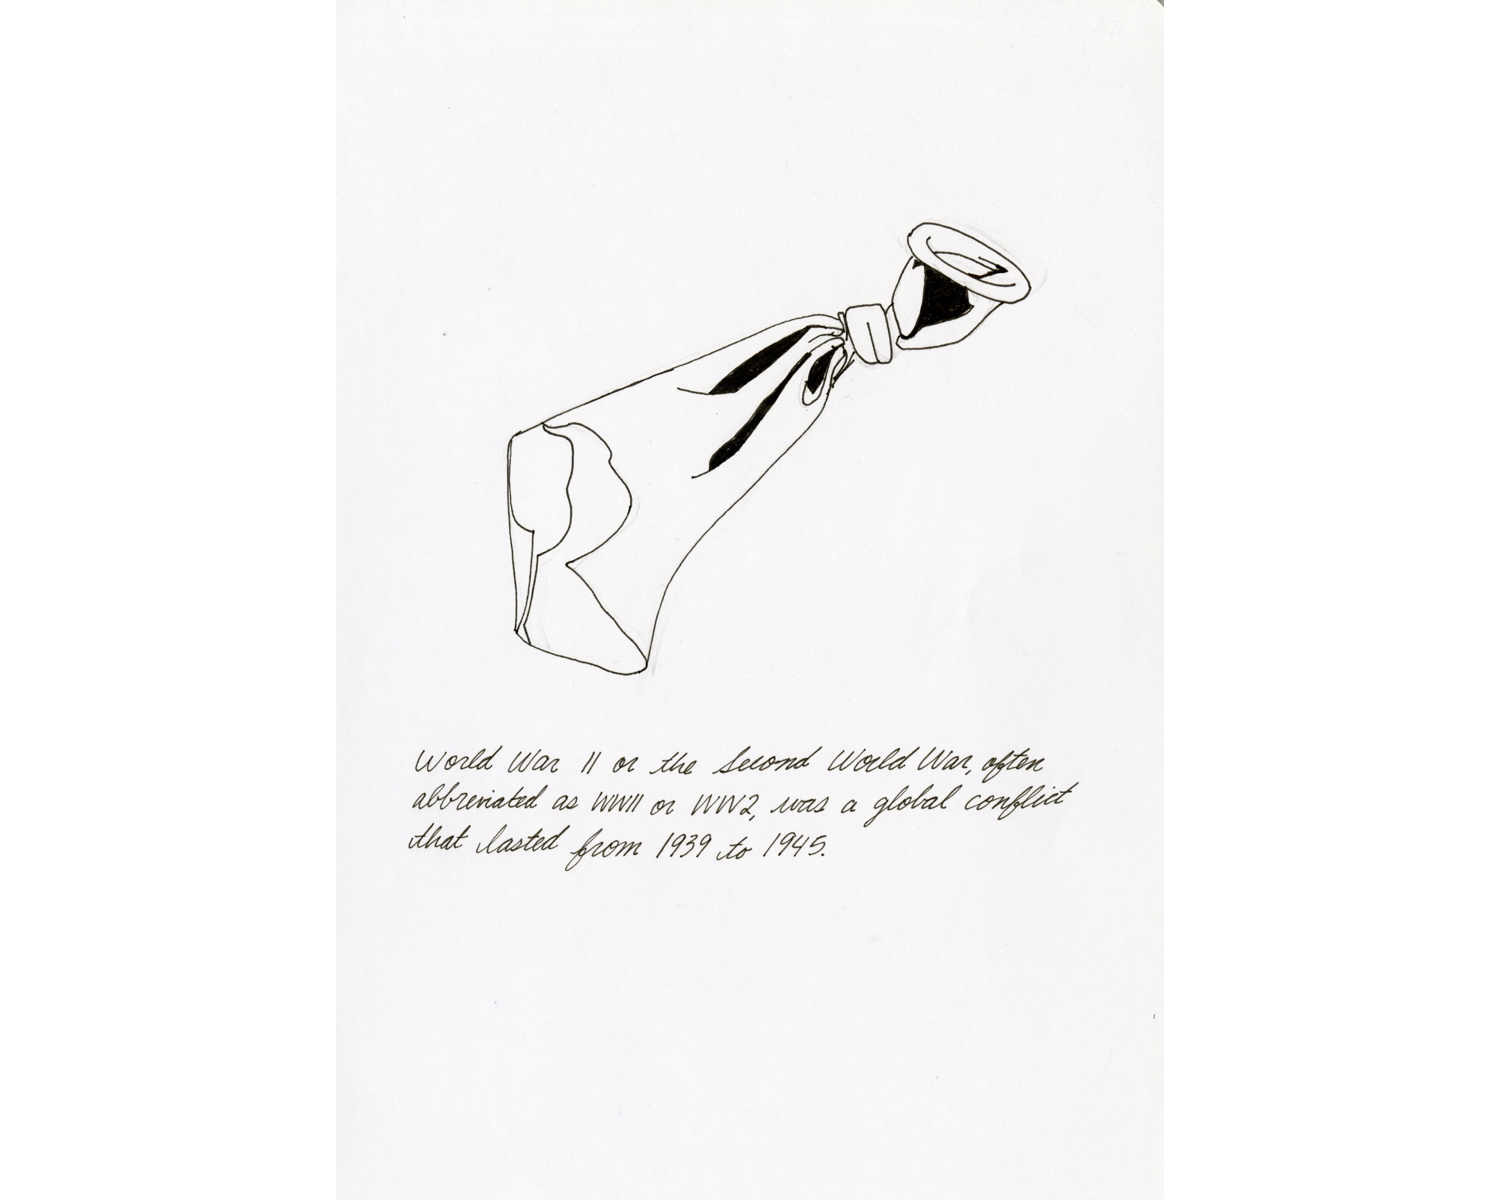 World War II or the Second World War, often
abbreviated as WWII or WW2, was a global conflict
that lasted from 1939 to 1945.